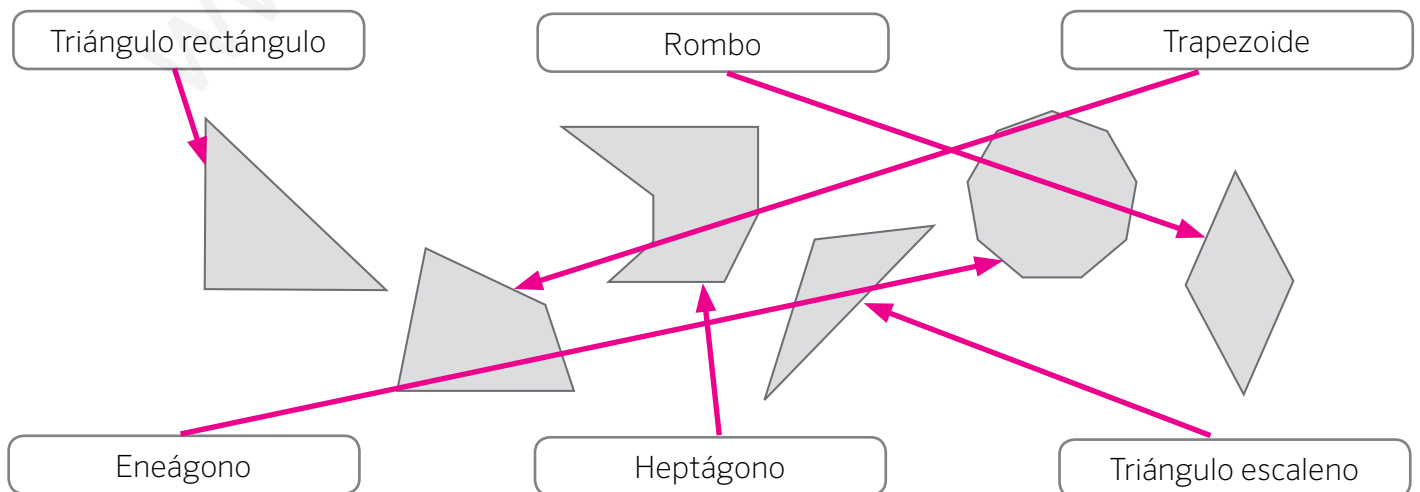 Triángulo rectángulo
Rombo
Trapezoide
Eneágono
Heptágono
Triángulo escaleno